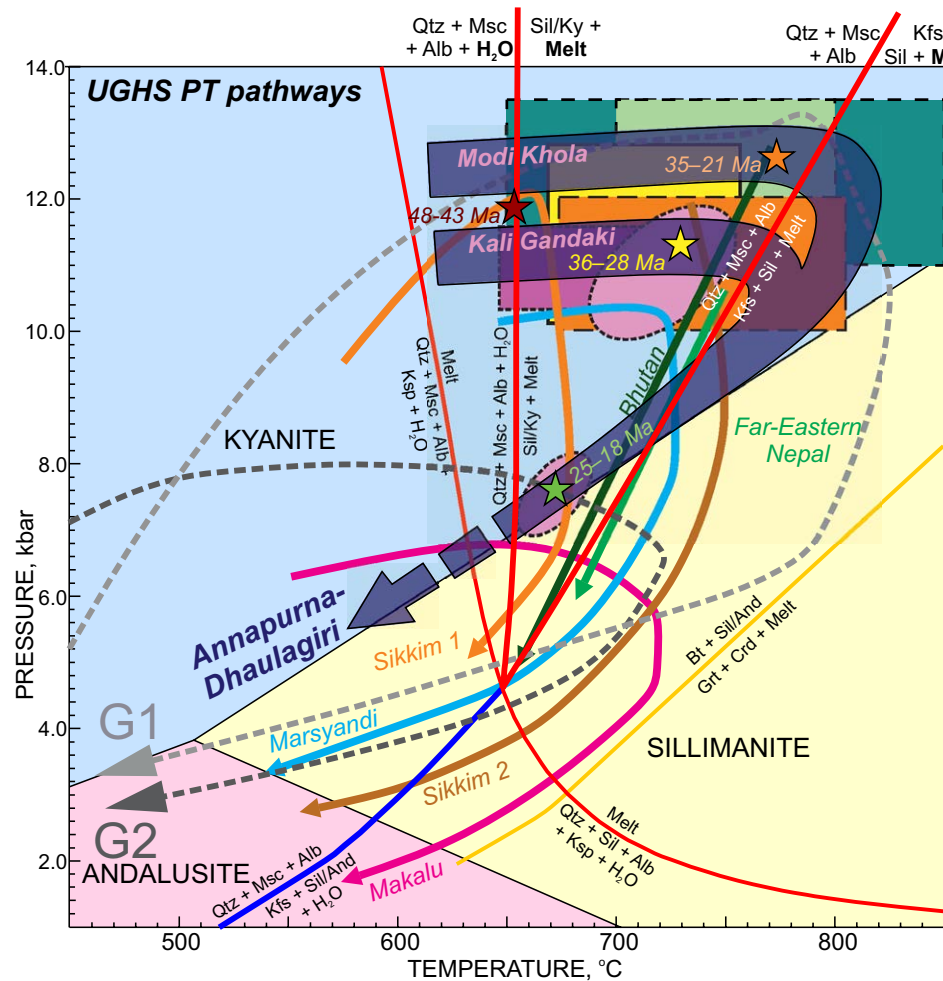 Qtz + Msc
+ Alb + H₂O
Sil/Ky +
Melt
Qtz + Msc
+ Alb
Kfs
Sil + M
14.0
12.0
10.0
8.0
6.0
4.0
2.0
PRESSURE, kbar
UGHS PT pathways
Modi Khola
35–21 Ma
48-43 Ma
Kali Gandaki
36–28 Ma
Qtz + Msc + Alb
Kfs + Sil + Melt
Melt
Qtz + Msc + Alb +
Ksp + H₂O
Qtz+ Msc + Alb + H₂O
Sil/Ky + Melt
Bhutan
Far-Eastern
Nepal
KYANITE
25–18 Ma
Annapurna-
Dhaulagiri
Sikkim 1
Bt + Sil/And
Grt + Crd + Melt
G1
Marsyandi
SILLIMANITE
Sikkim 2
G2
Melt
Qtz + Sil + Alb
+ Ksp + H₂O
ANDALUSITE
Qtz + Msc + Alb
Kfs + Sil/And
+ H₂O
Makalu
500
600
700
800
TEMPERATURE, °C